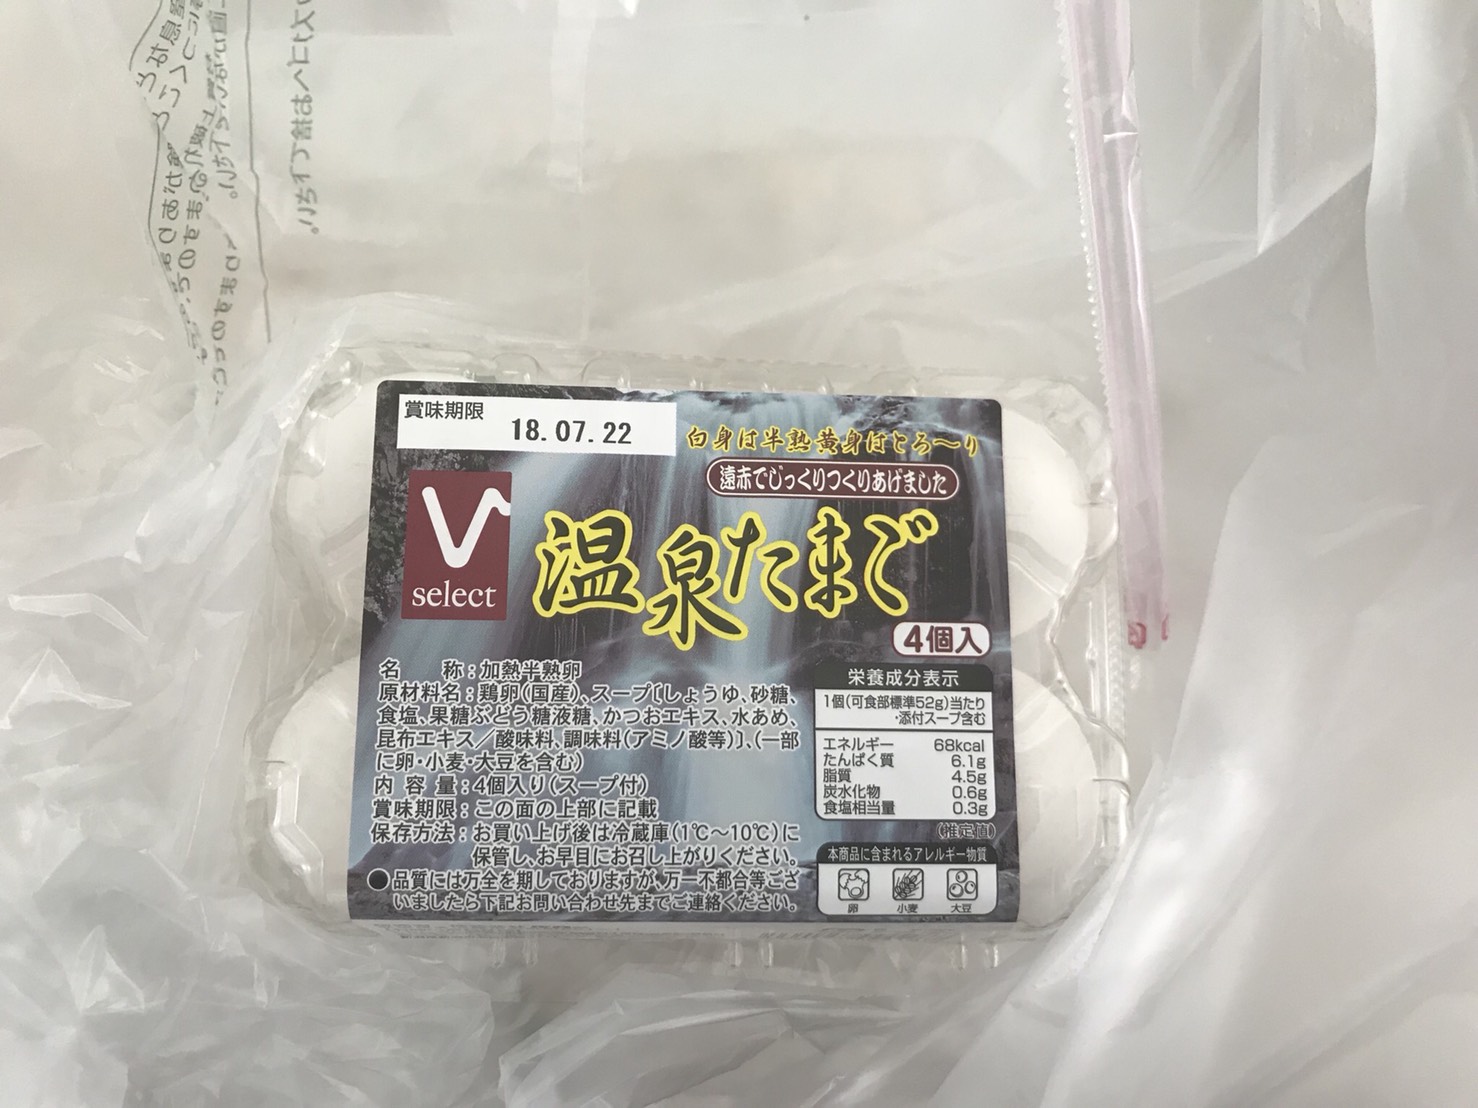 賞味期限
18.07.22
白身は半熟黄身はとろ〜り
遠赤でじっくりつくりあげました
V
select
温泉たまご
4個入
名　称:加熱半熟卵
原材料名:鶏卵(国産)、スープ〔しょうゆ、砂糖、
食塩、果糖ぶどう糖液糖、かつおエキス、水あめ、
昆布エキス/酸味料、調味料(アミノ酸等)〕、(一部
に卵・小麦・大豆を含む)
内容量:4個入り(スープ付)
賞味期限:この面の上部に記載
保存方法:お買い上げ後は冷蔵庫(1℃〜10℃)に
保管し、お早目にお召し上がりください。
●品質には万全を期しておりますが、万一不都合等ござ
いましたら下記お問い合わせ先までご連絡ください。
栄養成分表示
1個(可食部標準52g)当たり
・添付スープ含む
エネルギー 68kcal
たんぱく質 6.1g
脂質 4.5g
炭水化物 0.6g
食塩相当量 0.3g
(推定値)
本商品に含まれるアレルギー物質
卵 小麦 大豆